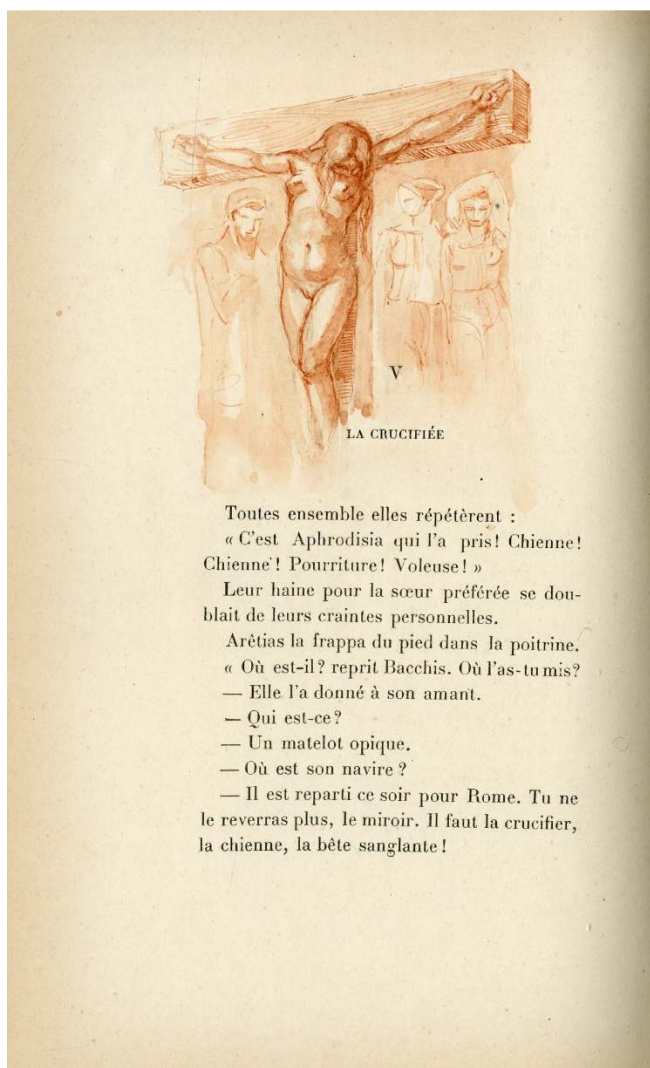 V
LA CRUCIFIÉE
Toutes ensemble elles répétèrent :
« C'est Aphrodisia qui l'a pris! Chienne!
Chienne! Pourriture! Voleuse! »
Leur haine pour la sœur préférée se dou-
blait de leurs craintes personnelles.
Arêtias la frappa du pied dans la poitrine.
« Où est-il? reprit Bacchis. Où l'as-tu mis?
— Elle l'a donné à son amant.
— Qui est-ce?
— Un matelot opique.
— Où est son navire ?
— Il est reparti ce soir pour Rome. Tu ne
le reverras plus, le miroir. Il faut la crucifier,
la chienne, la bête sanglante!